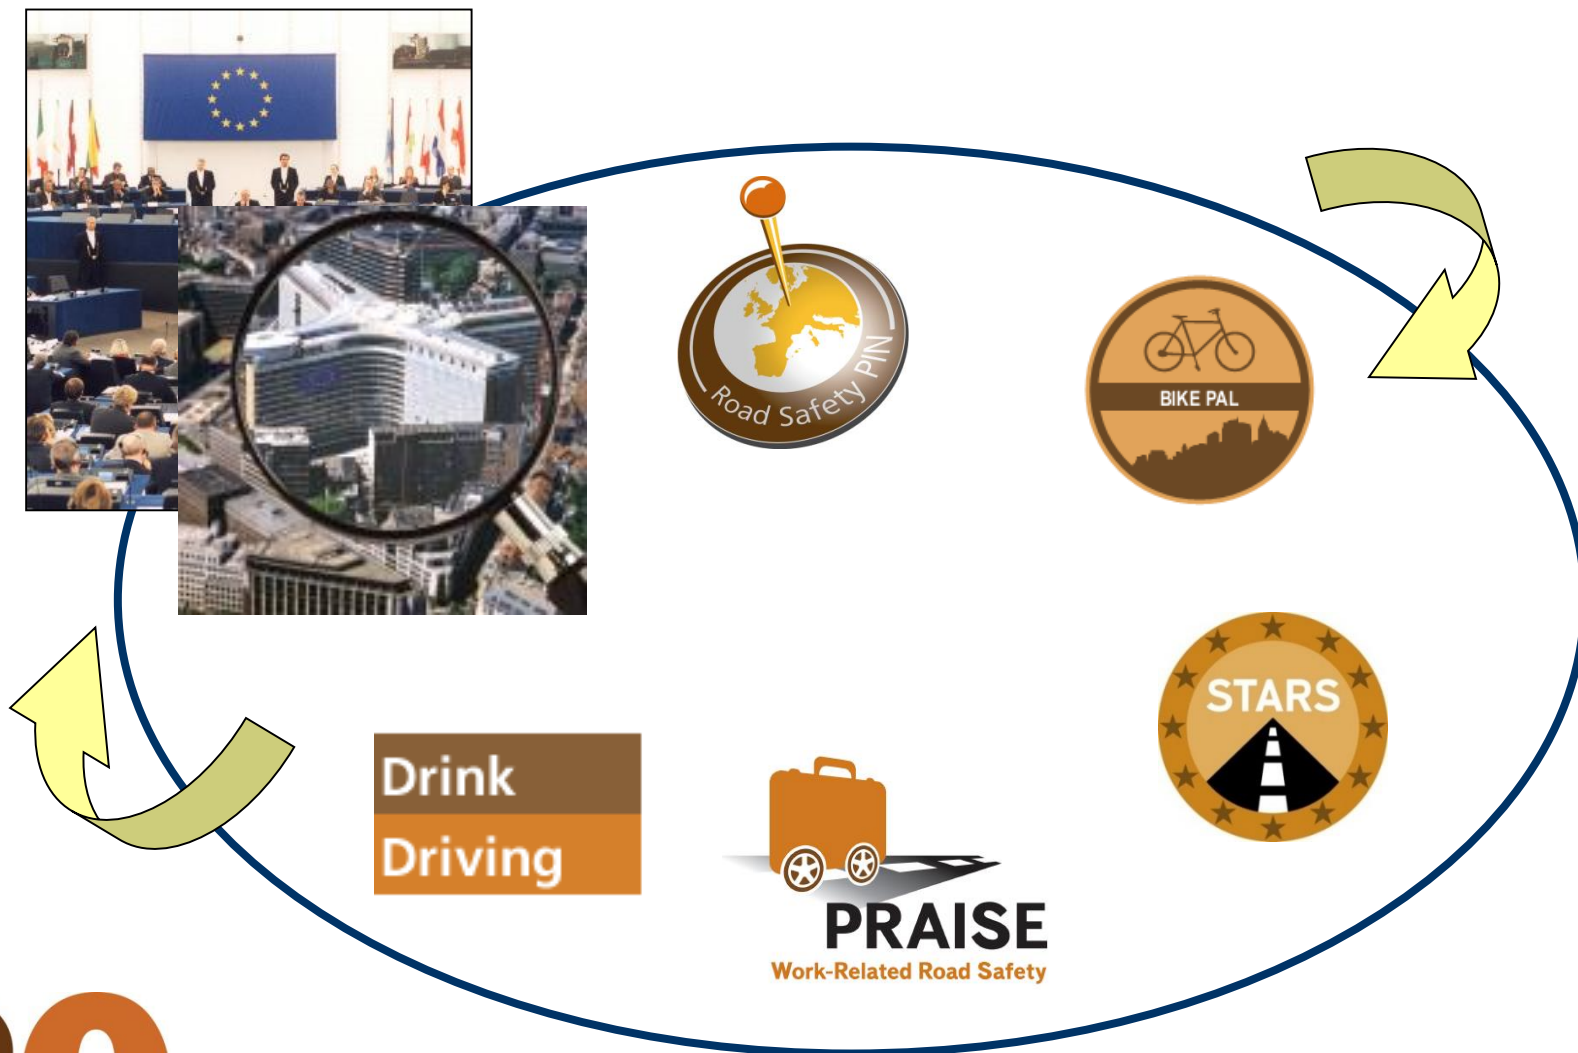 Road Safety PIN
BIKE PAL
STARS
Drink
Driving
PRAISE
Work-Related Road Safety